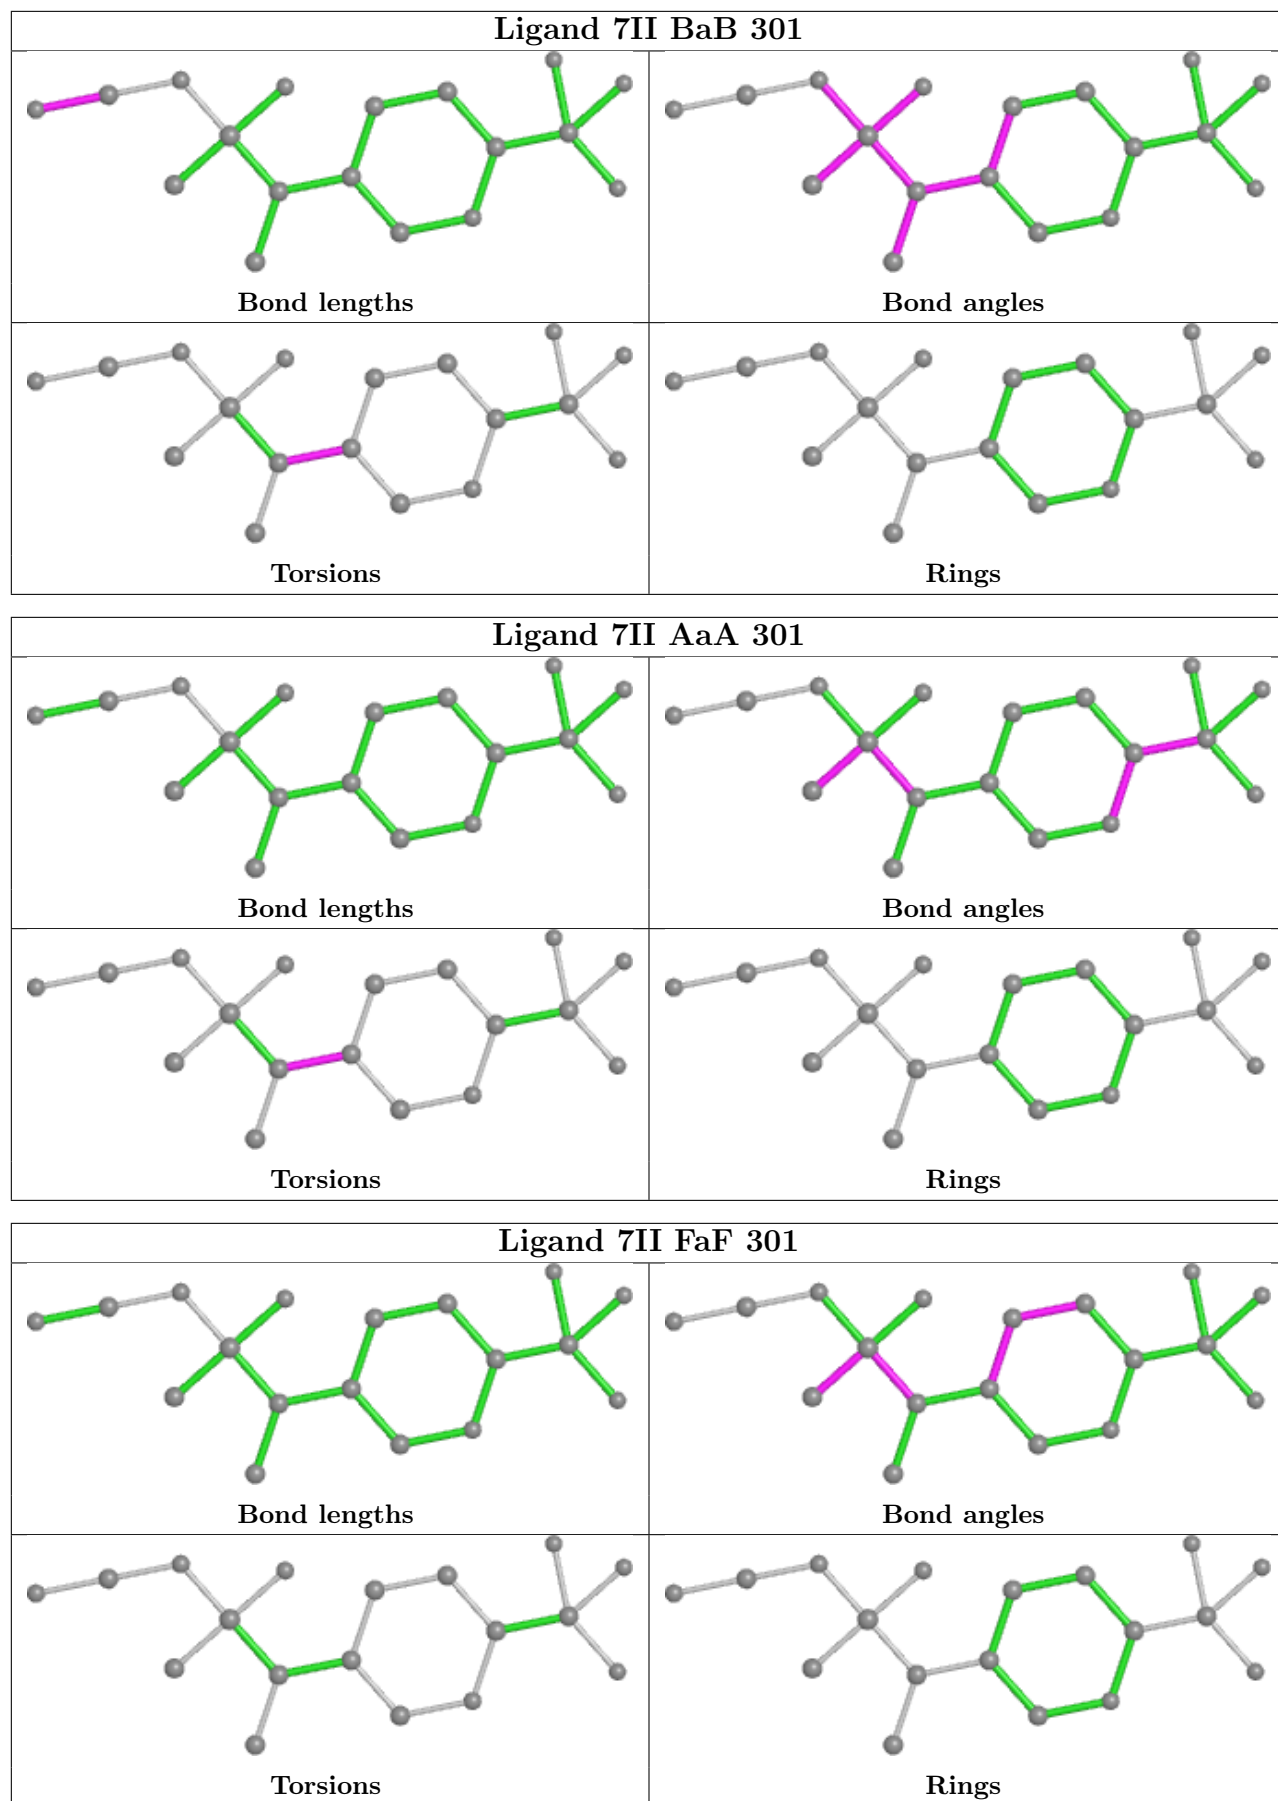 Ligand 7II BaB 301
Bond lengths
Bond angles
Torsions
Rings
Ligand 7II AaA 301
Bond lengths
Bond angles
Torsions
Rings
Ligand 7II FaF 301
Bond lengths
Bond angles
Torsions
Rings